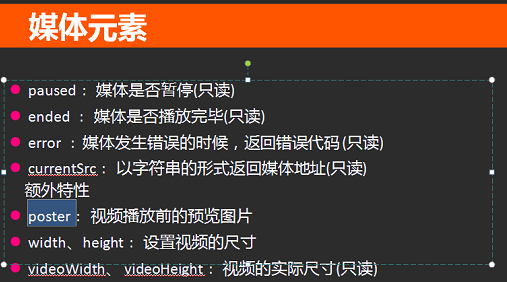 媒体元素
paused：媒体是否暂停(只读)
ended：媒体是否播放完毕(只读)
error：媒体发生错误的时候，返回错误代码(只读)
currentSrc：以字符串的形式返回媒体地址(只读)
额外特性
poster：视频播放前的预览图片
width、height：设置视频的尺寸
videoWidth、videoHeight：视频的实际尺寸(只读)